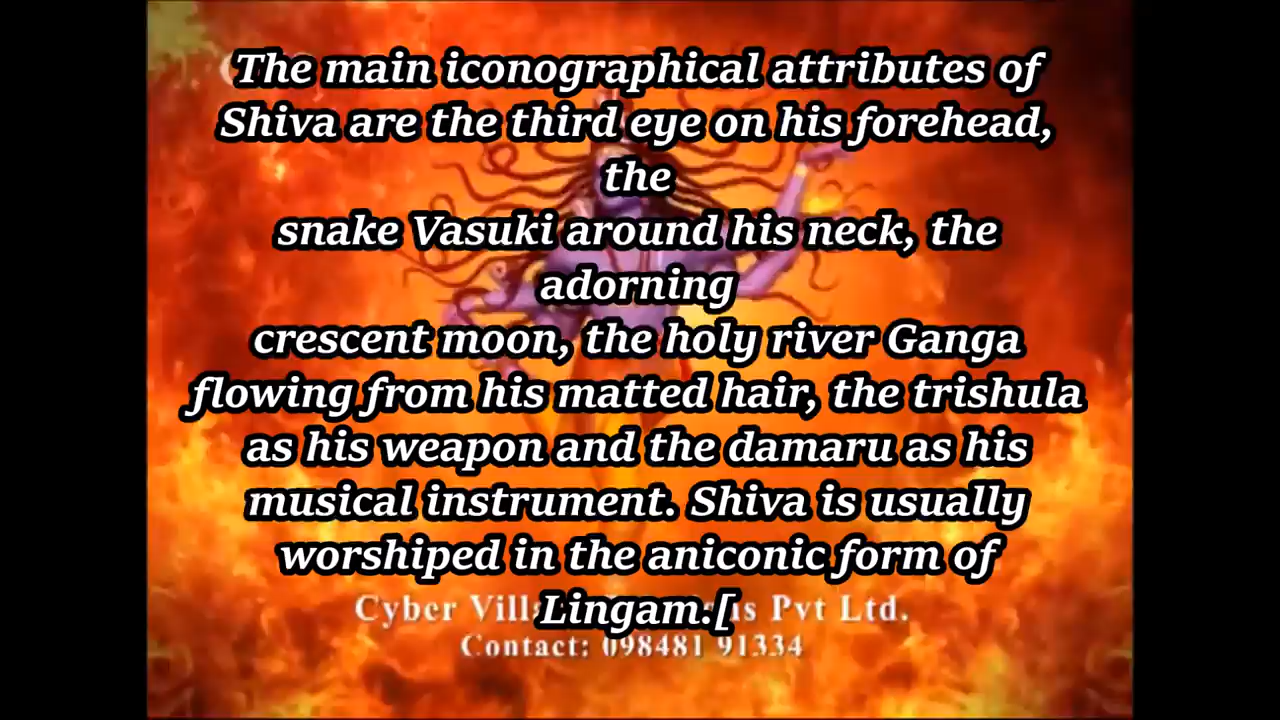 The main iconographical attributes of
Shiva are the third eye on his forehead,
the
snake Vasuki around his neck, the
adorning
crescent moon, the holy river Ganga
flowing from his matted hair, the trishula
as his weapon and the damaru as his
musical instrument. Shiva is usually
worshiped in the aniconic form of
Lingam.[
Cyber Pvt Ltd.
Contact: 098481 91334